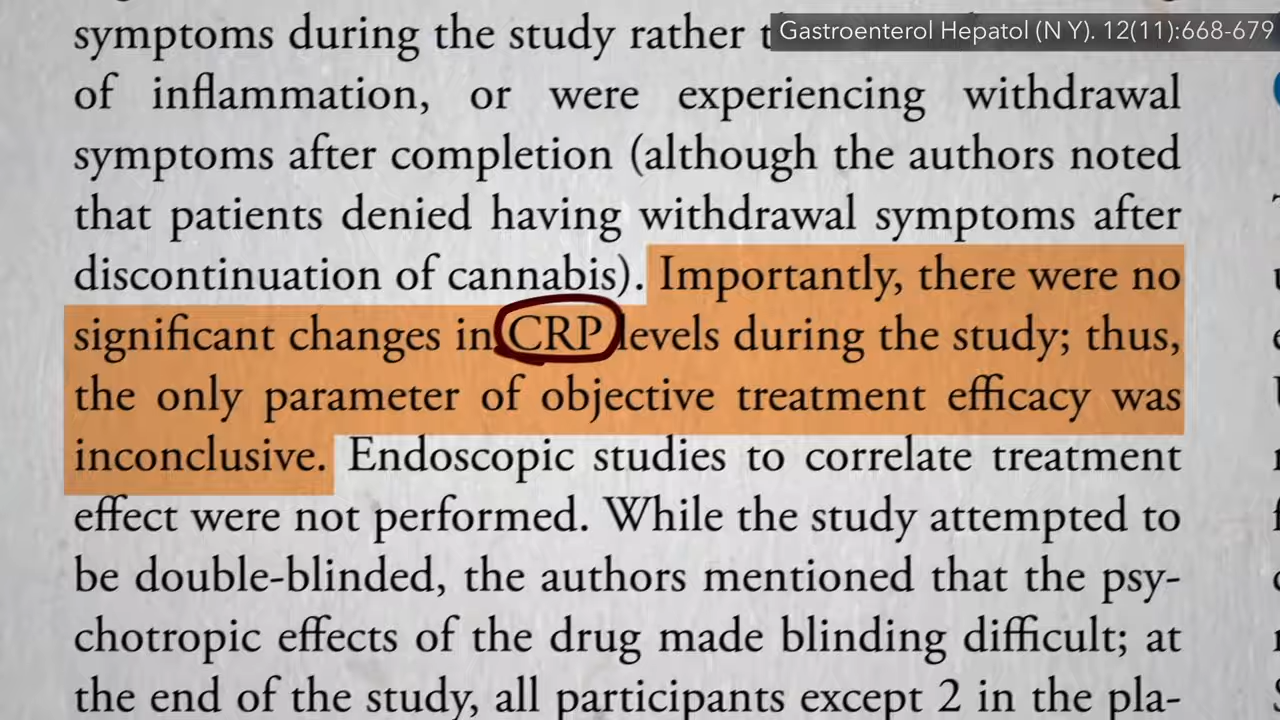 Gastroenterol Hepatol (N Y). 12(11):668-679
symptoms during the study rather
of inflammation, or were experiencing withdrawal
symptoms after completion (although the authors noted
that patients denied having withdrawal symptoms after
discontinuation of cannabis). Importantly, there were no
significant changes in CRP levels during the study; thus,
the only parameter of objective treatment efficacy was
inconclusive. Endoscopic studies to correlate treatment
effect were not performed. While the study attempted to
be double-blinded, the authors mentioned that the psy-
chotropic effects of the drug made blinding difficult; at
the end of the study, all participants except 2 in the pla-